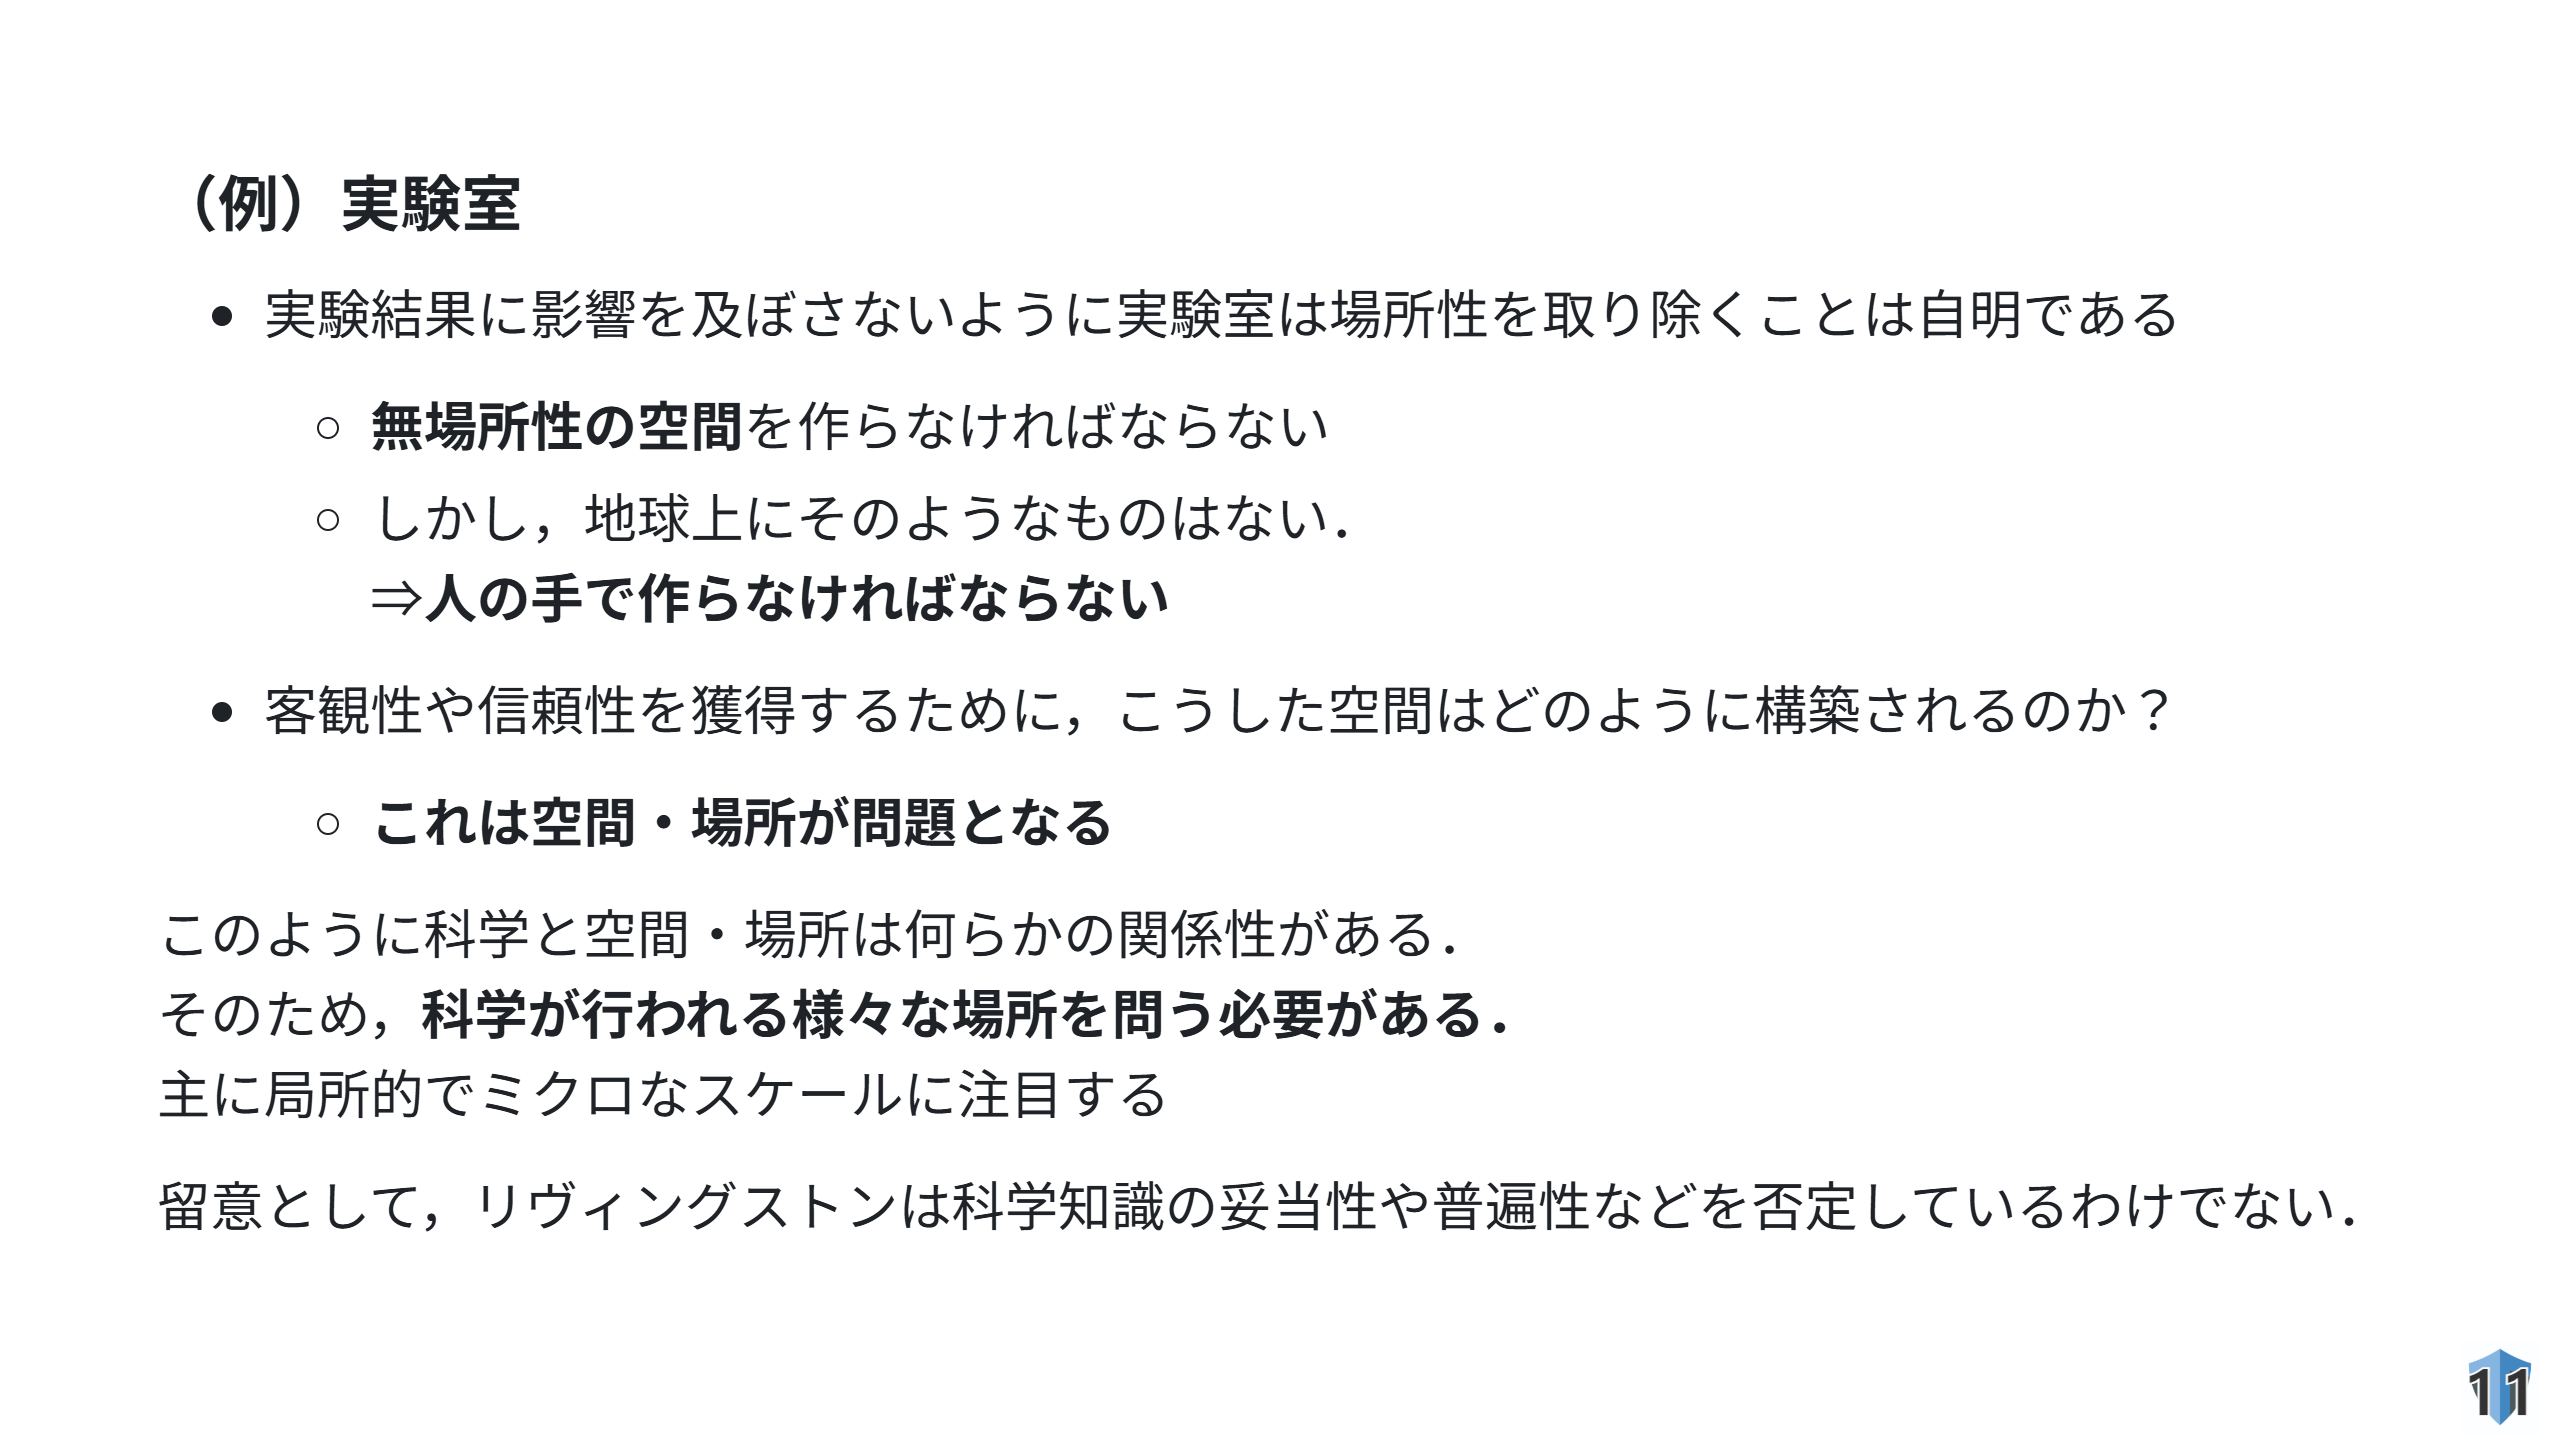 （例）実験室
● 実験結果に影響を及ぼさないように実験室は場所性を取り除くことは自明である
○ 無場所性の空間を作らなければならない
○ しかし，地球上にそのようなものはない．
⇒人の手で作らなければならない
● 客観性や信頼性を獲得するために，こうした空間はどのように構築されるのか？
○ これは空間・場所が問題となる
このように科学と空間・場所は何らかの関係性がある．
そのため，科学が行われる様々な場所を問う必要がある．
主に局所的でミクロなスケールに注目する
留意として，リヴィングストンは科学知識の妥当性や普遍性などを否定しているわけでない．
11